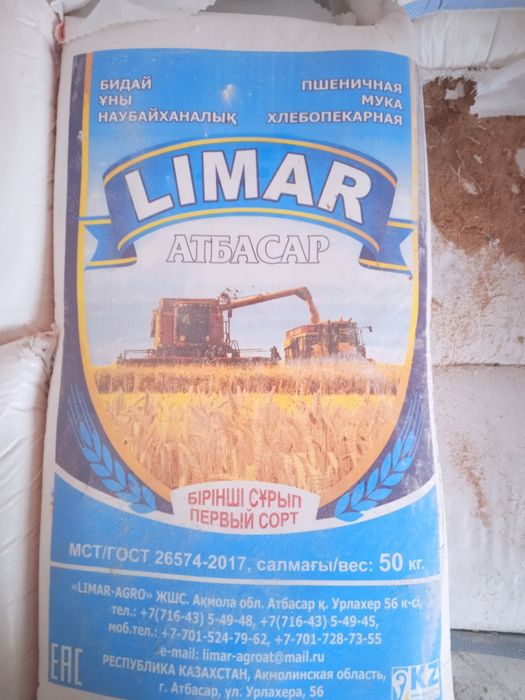 БИДАЙ
ҰНЫ
НАУБАЙХАНАЛЫҚ
ПШЕНИЧНАЯ
МУКА
ХЛЕБОПЕКАРНАЯ
LIMAR
АТБАСАР
БІРІНШІ СҰРЫП
ПЕРВЫЙ СОРТ
МСТ/ГОСТ 26574-2017, салмағы/вес: 50 кг.
«LIMAR-AGRO» ЖШС. Ақмола обл. Атбасар қ. Урлахер 56 к-сі,
тел.: +7(716-43) 5-49-48, +7(716-43) 5-49-45,
моб.тел.: +7-701-524-79-62, +7-701-728-73-55
e-mail: limar-agroat@mail.ru
ЕАС
РЕСПУБЛИКА КАЗАХСТАН, Акмолинская область,
г. Атбасар, ул. Урлахера, 56
KZ